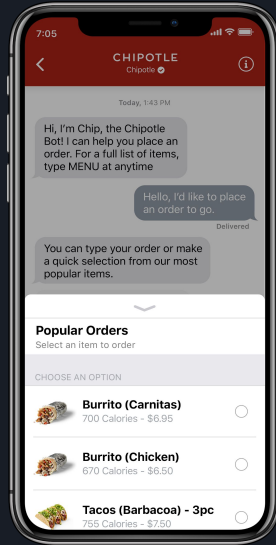 7:05
CHIPOTLE
Chipotle
Today, 1:43 PM
Hi, I'm Chip, the Chipotle
Bot! I can help you place an
order. For a full list of items,
type MENU at anytime
Hello, I'd like to place
an order to go.
Delivered
You can type your order or make
a quick selection from our most
popular items.
Popular Orders
Select an item to order
CHOOSE AN OPTION
Burrito (Carnitas)
700 Calories - $6.95
Burrito (Chicken)
670 Calories - $6.50
Tacos (Barbacoa) - 3pc
755 Calories - $7.50